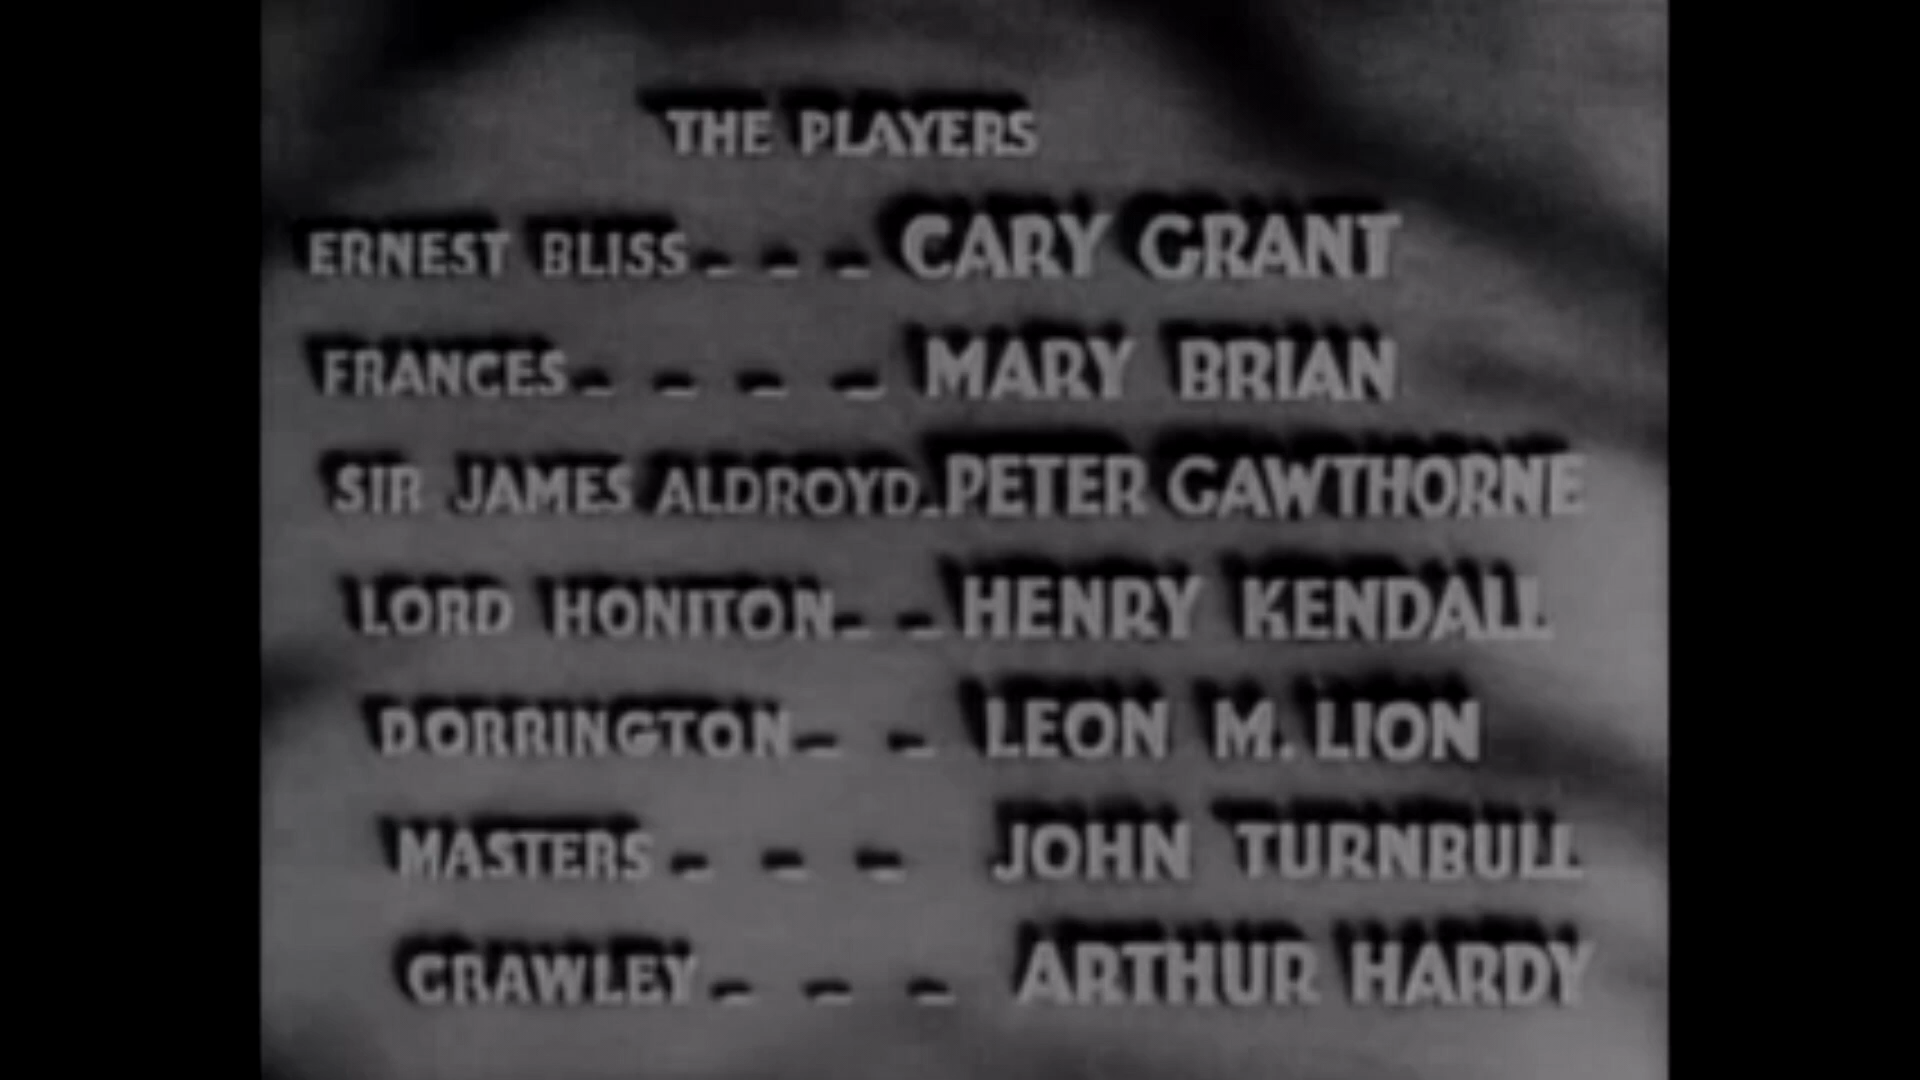 THE PLAYERS
ERNEST BLISS - - - CARY GRANT
FRANCES - - - - MARY BRIAN
SIR JAMES ALDROYD - PETER GAWTHORNE
LORD HONITON - - HENRY KENDALL
DORRINGTON - - LEON M. LION
MASTERS - - - JOHN TURNBULL
CRAWLEY - - - ARTHUR HARDY